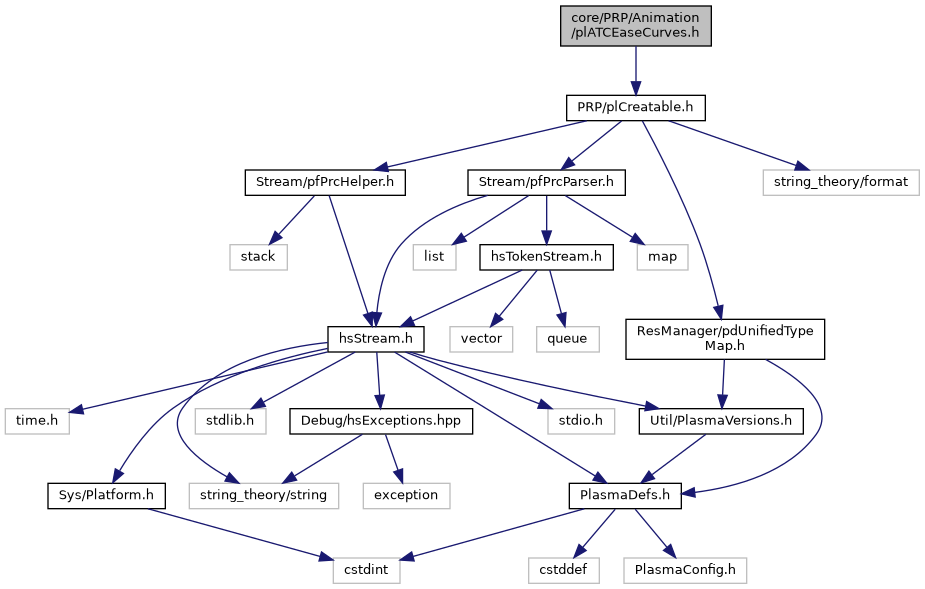 core/PRP/Animation
/plATCEaseCurves.h
PRP/plCreatable.h
Stream/pfPrcHelper.h
Stream/pfPrcParser.h
string_theory/format
stack
list
hsTokenStream.h
map
hsStream.h
vector
queue
ResManager/pdUnifiedType
Map.h
time.h
stdlib.h
Debug/hsExceptions.hpp
stdio.h
Util/PlasmaVersions.h
Sys/Platform.h
string_theory/string
exception
PlasmaDefs.h
cstdint
cstddef
PlasmaConfig.h